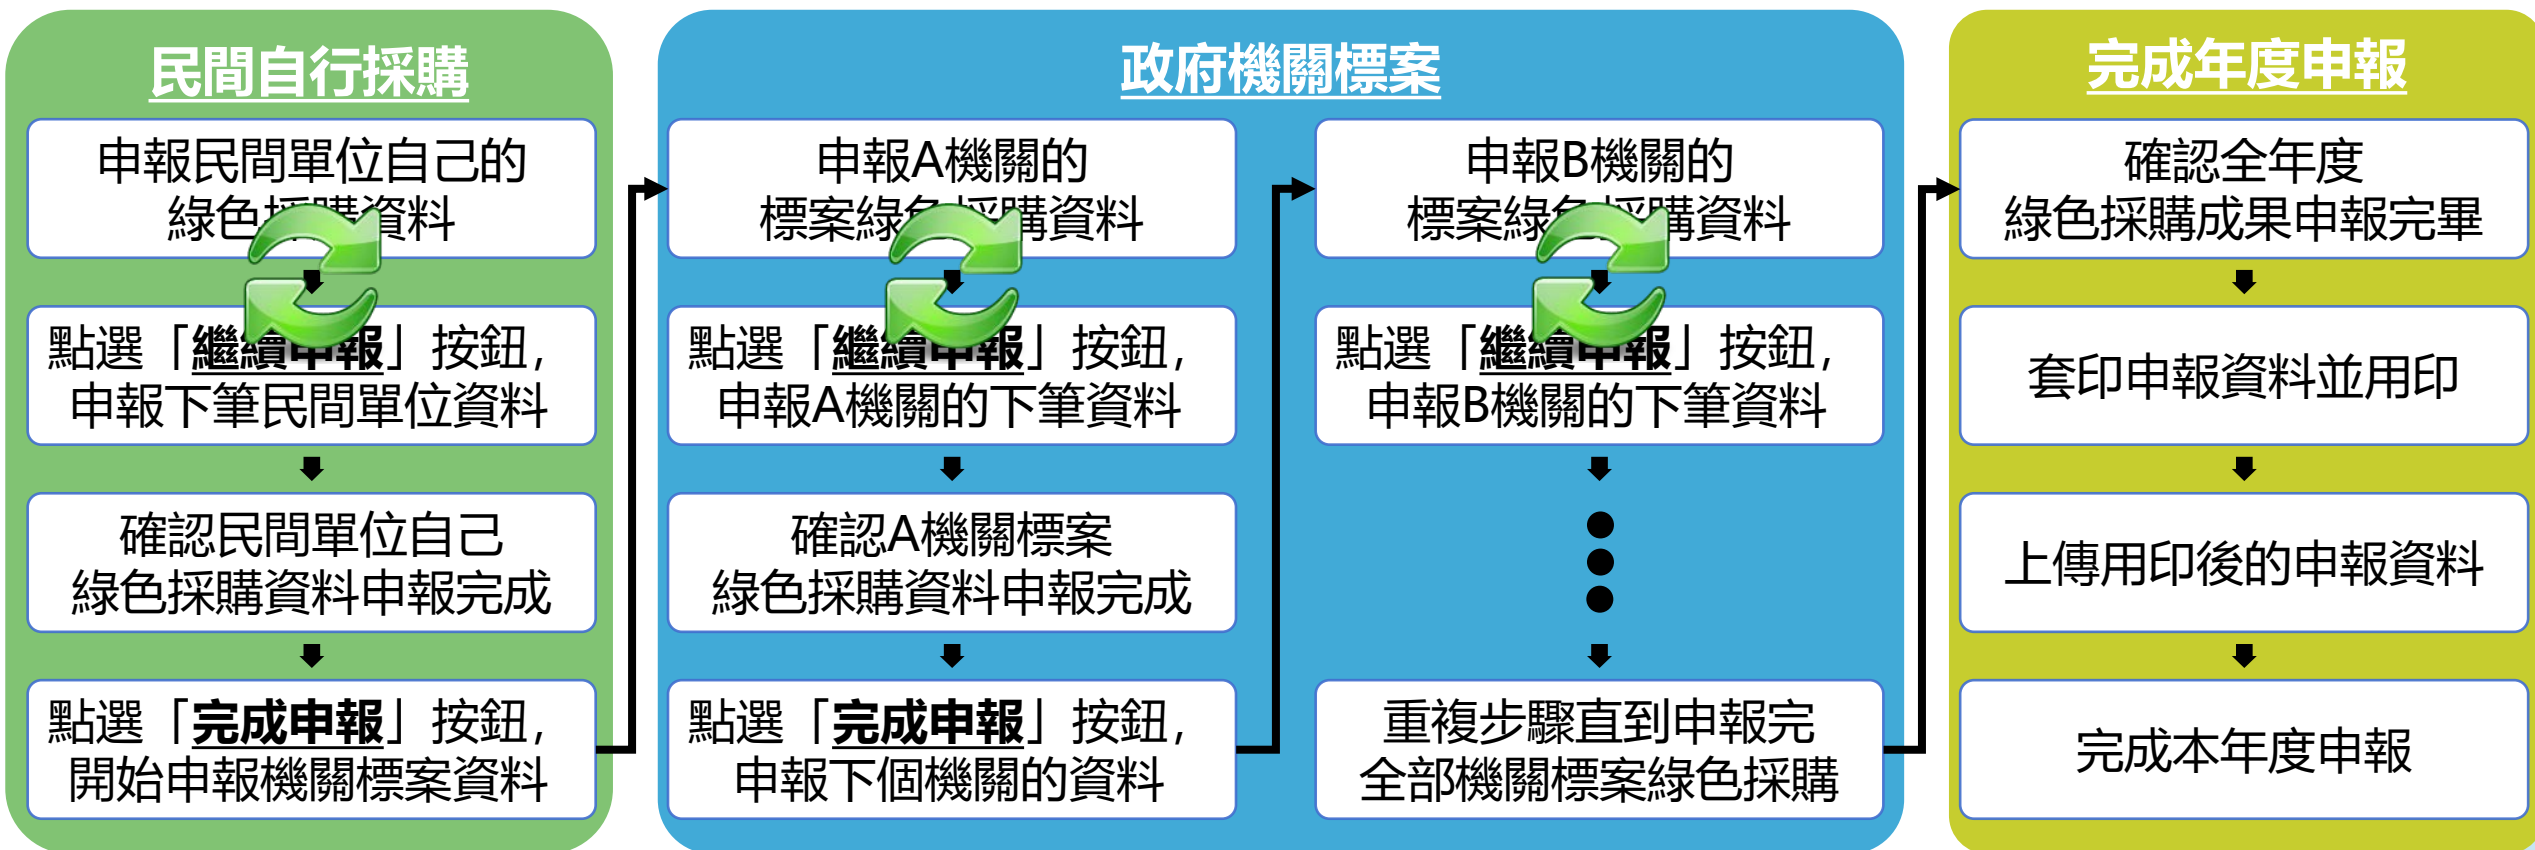 民間自行採購
申報民間單位自己的
綠色採購資料
點選「繼續申報」按鈕，
申報下筆民間單位資料
確認民間單位自己
綠色採購資料申報完成
點選「完成申報」按鈕，
開始申報機關標案資料
政府機關標案
申報A機關的
標案綠色採購資料
點選「繼續申報」按鈕，
申報A機關的下筆資料
確認A機關標案
綠色採購資料申報完成
點選「完成申報」按鈕，
申報下個機關的資料
申報B機關的
標案綠色採購資料
點選「繼續申報」按鈕，
申報B機關的下筆資料
重複步驟直到申報完
全部機關標案綠色採購
完成年度申報
確認全年度
綠色採購成果申報完畢
套印申報資料並用印
上傳用印後的申報資料
完成本年度申報